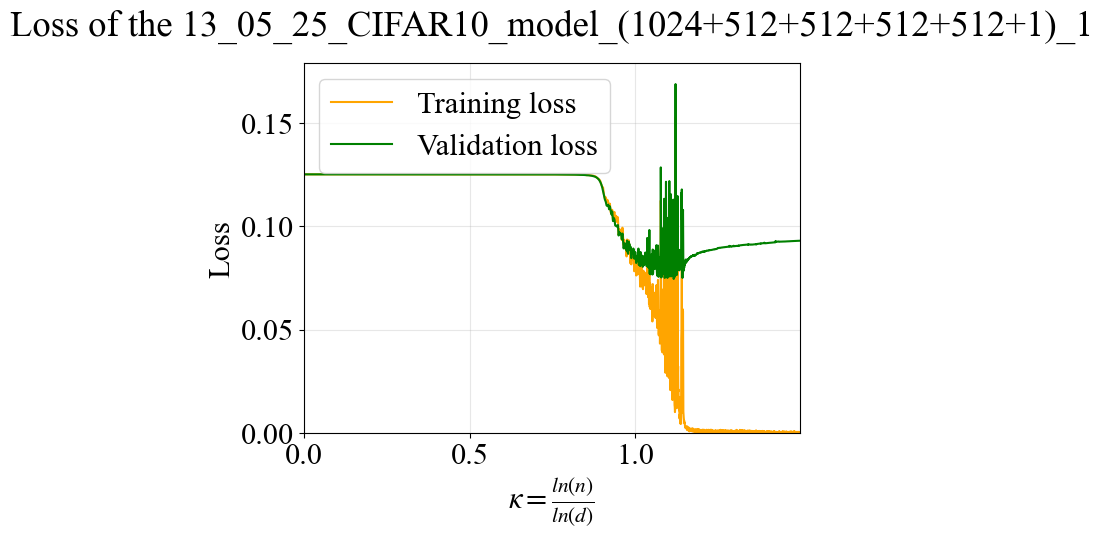 Loss of the 13_05_25_CIFAR10_model_(1024+512+512+512+512+1)_1
Training loss
Validation loss
0.15
0.10
0.05
0.00
Loss
0.0 0.5 1.0
κ = ln(n)/ln(d)